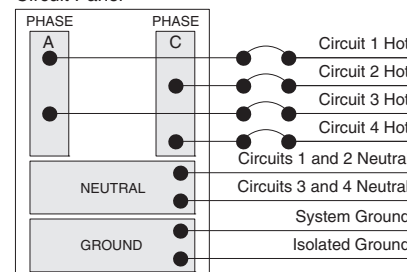 Circuit Panel
PHASE PHASE
A C
Circuit 1 Hot
Circuit 2 Hot
Circuit 3 Hot
Circuit 4 Hot
Circuits 1 and 2 Neutral
NEUTRAL
Circuits 3 and 4 Neutral
System Ground
GROUND
Isolated Ground